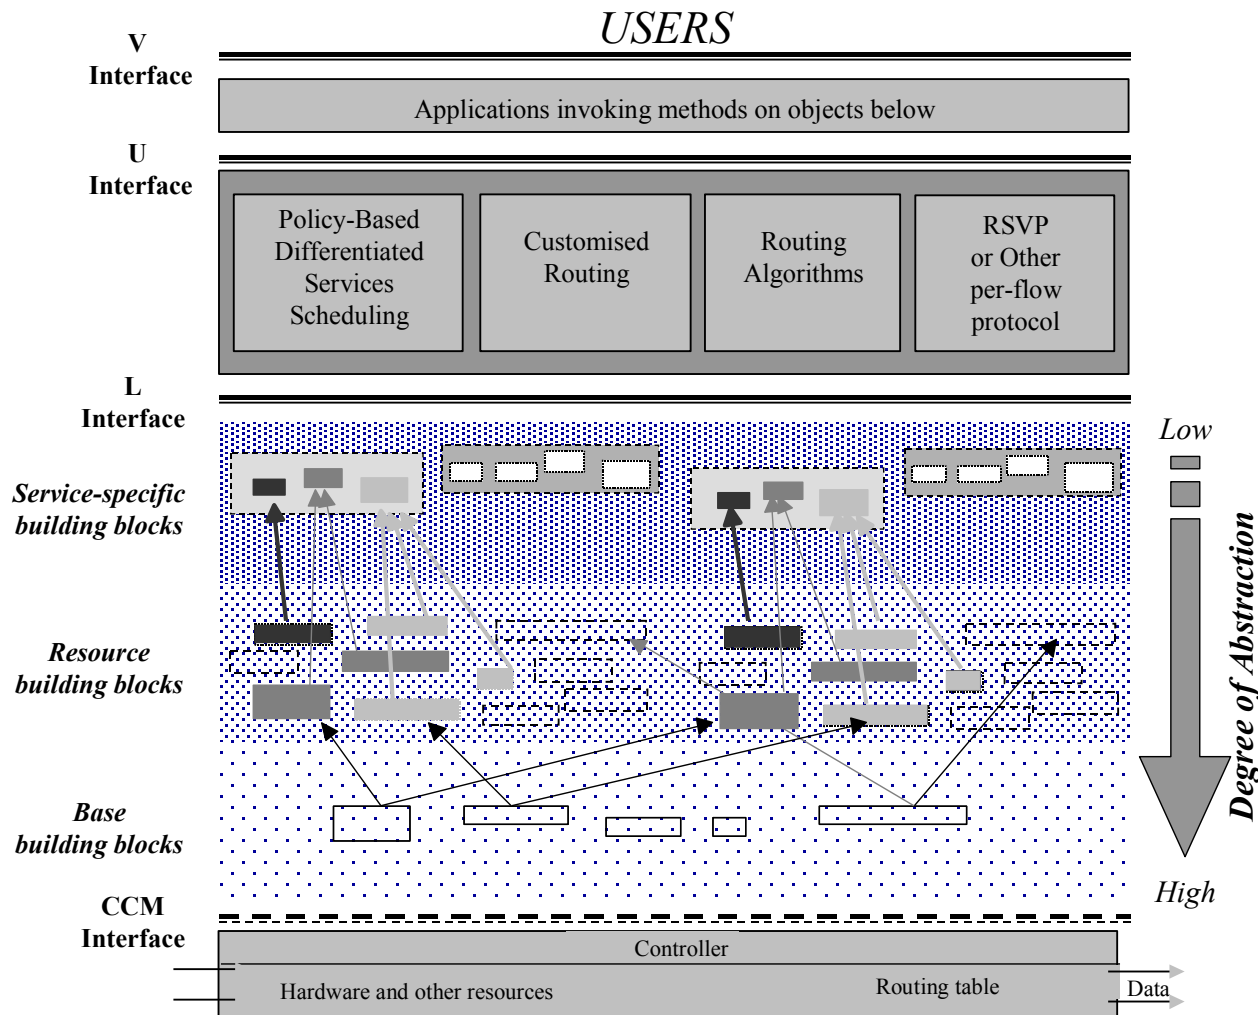 USERS
V
Interface
Applications invoking methods on objects below
U
Interface
Policy-Based
Differentiated
Services
Scheduling
Customised
Routing
Routing
Algorithms
RSVP
or Other
per-flow
protocol
L
Interface
Low
Service-specific
building blocks
Resource
building blocks
Degree of Abstraction
Base
building blocks
High
CCM
Interface
Controller
Hardware and other resources
Routing table
Data